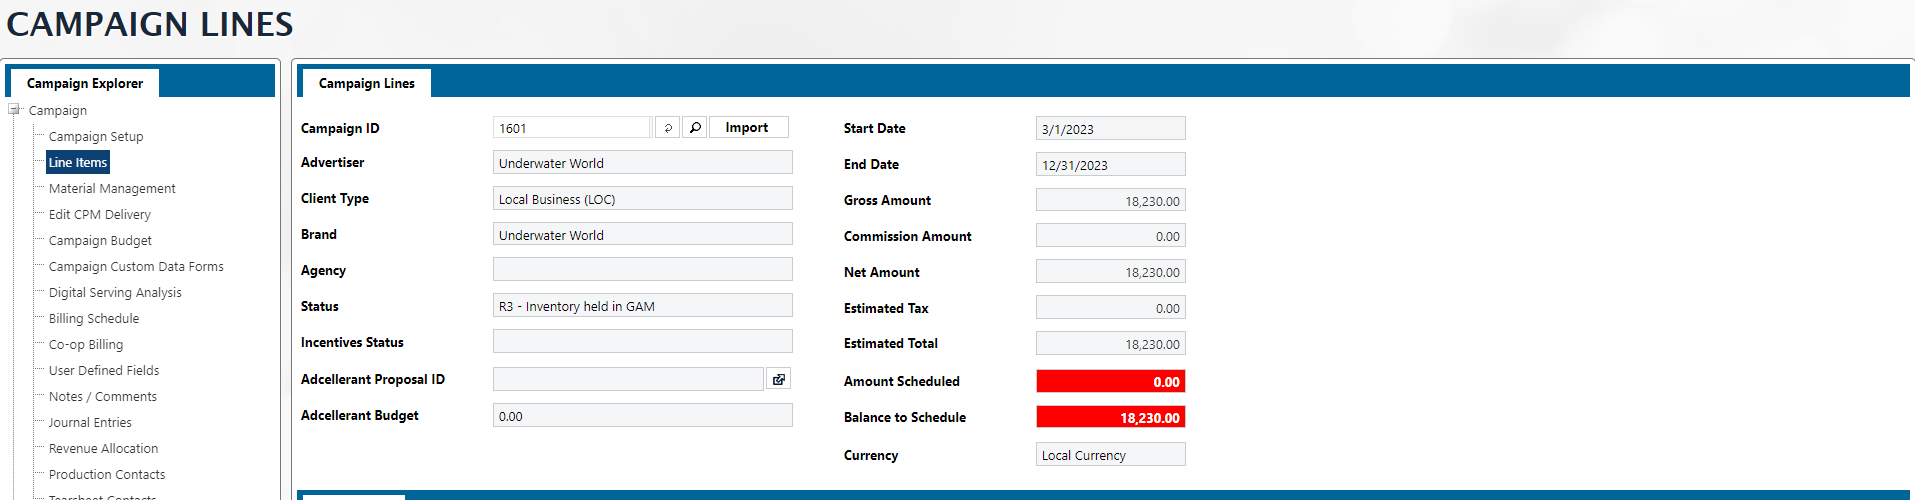 CAMPAIGN LINES
Campaign Explorer
Campaign
Campaign Setup
Line Items
Material Management
Edit CPM Delivery
Campaign Budget
Campaign Custom Data Forms
Digital Serving Analysis
Billing Schedule
Co-op Billing
User Defined Fields
Notes / Comments
Journal Entries
Revenue Allocation
Production Contacts
Tearsheet Contacts
Campaign Lines
Campaign ID 1601 Import
Advertiser Underwater World
Client Type Local Business (LOC)
Brand Underwater World
Agency
Status R3 - Inventory held in GAM
Incentives Status
Adcellerant Proposal ID
Adcellerant Budget 0.00
Start Date 3/1/2023
End Date 12/31/2023
Gross Amount 18,230.00
Commission Amount 0.00
Net Amount 18,230.00
Estimated Tax 0.00
Estimated Total 18,230.00
Amount Scheduled 0.00
Balance to Schedule 18,230.00
Currency Local Currency